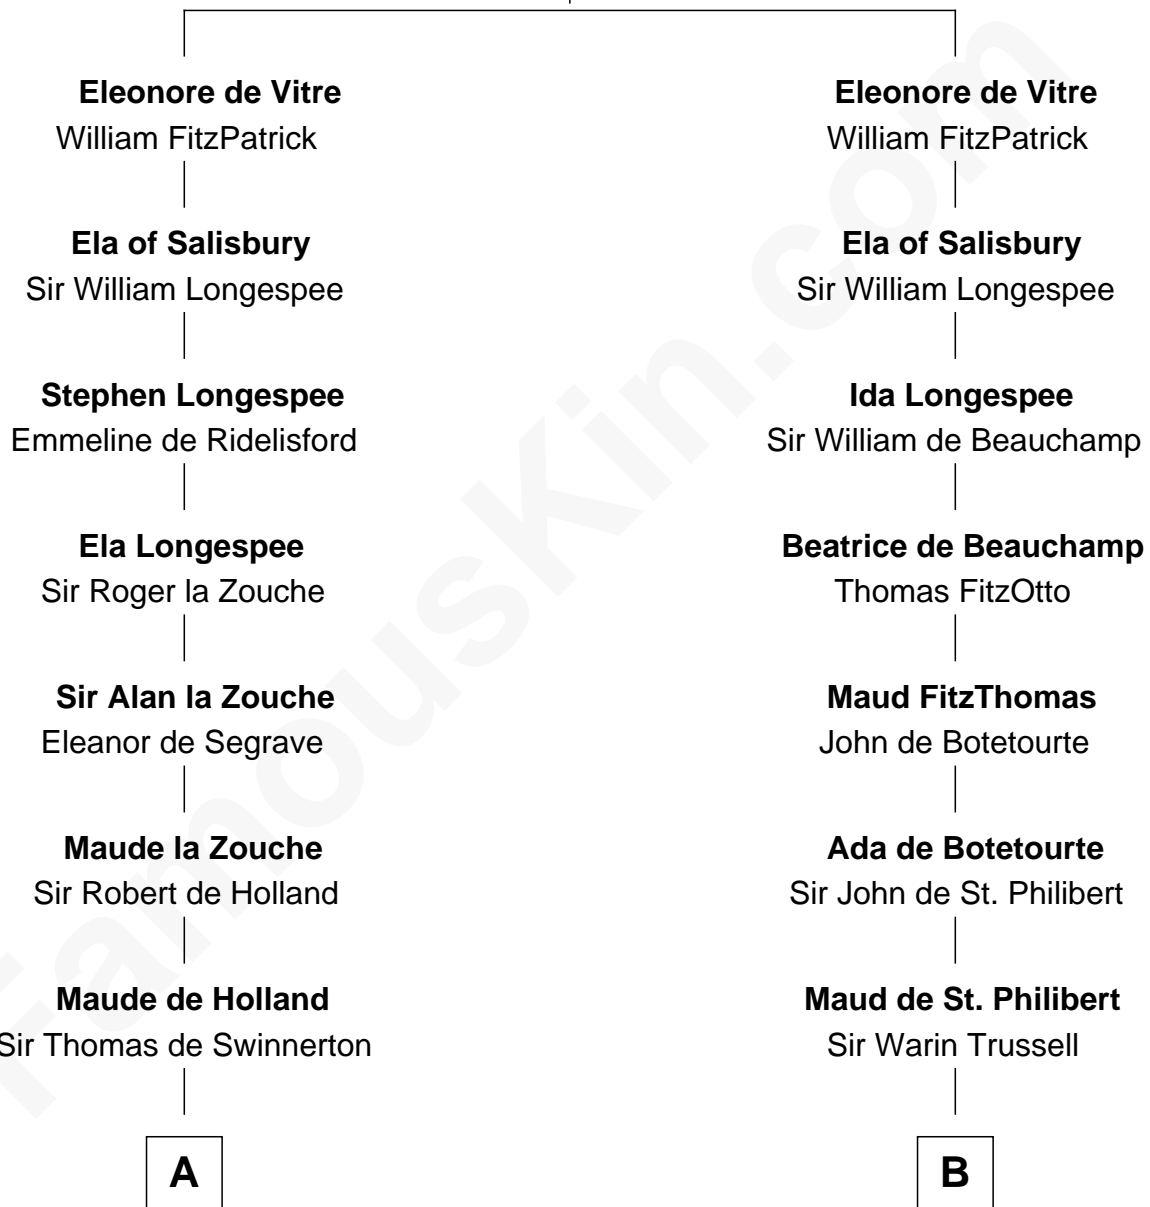 Eleonore de Vitre
William FitzPatrick
Ela of Salisbury
Sir William Longespee
Stephen Longespee
Emmeline de Ridelisford
Ela Longespee
Sir Roger la Zouche
Sir Alan la Zouche
Eleanor de Segrave
Maude la Zouche
Sir Robert de Holland
Maude de Holland
Sir Thomas de Swinnerton
A
Eleonore de Vitre
William FitzPatrick
Ela of Salisbury
Sir William Longespee
Ida Longespee
Sir William de Beauchamp
Beatrice de Beauchamp
Thomas FitzOtto
Maud FitzThomas
John de Botetourte
Ada de Botetourte
Sir John de St. Philibert
Maud de St. Philibert
Sir Warin Trussell
B
FamousKin.com